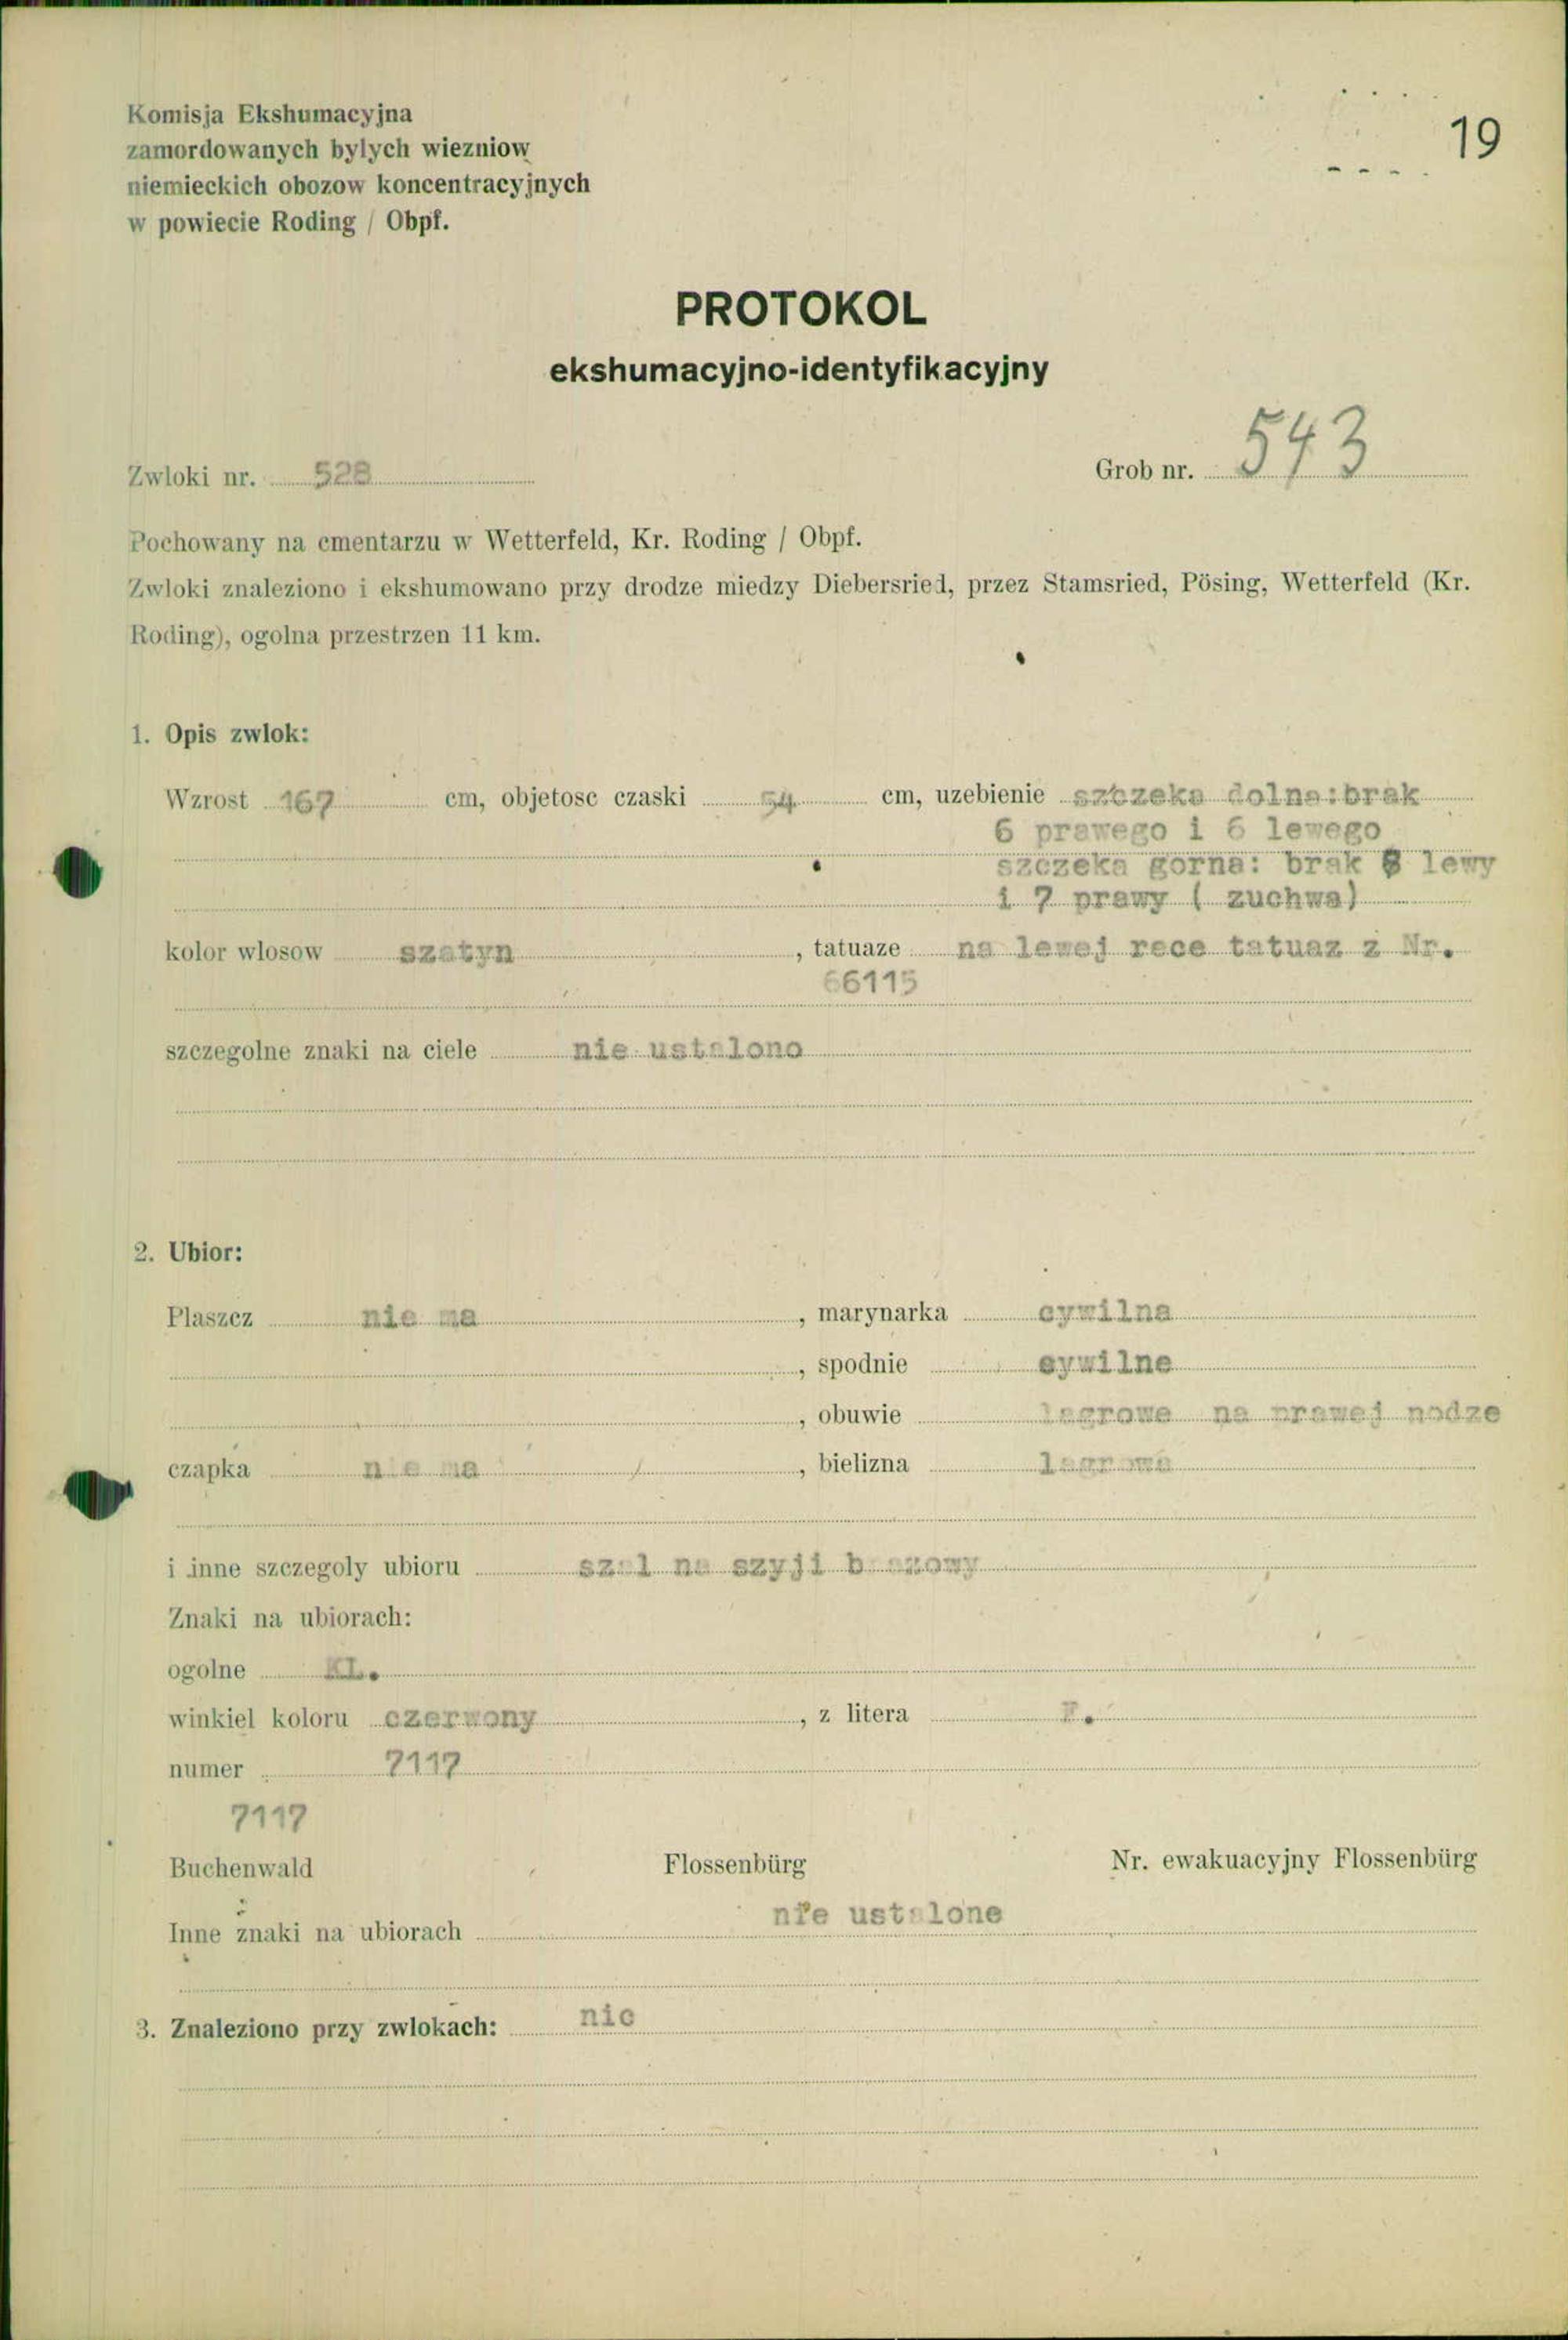 19
Komisja Ekshumacyjna
zamordowanych bylych wiezniow
niemieckich obozow koncentracyjnych
w powiecie Roding / Obpf.
PROTOKOL
ekshumacyjno-identyfikacyjny
Zwloki nr. 528 Grob nr. 543
Pochowany na cmentarzu w Wetterfeld, Kr. Roding / Obpf.
Zwloki znaleziono i ekshumowano przy drodze miedzy Diebersried, przez Stamsried, Pösing, Wetterfeld (Kr.
Roding), ogolna przestrzen 11 km.
1. Opis zwlok:
Wzrost 167 cm, objetosc czaski 54 cm, uzebienie szczeka dolna:brak
6 prawego i 6 lewego
szczeka gorna: brak 8 lewy
i 7 prawy ( zuchwa)
kolor wlosow szatyn , tatuaze na lewej rece tatuaz z Nr.
66115
szczegolne znaki na ciele nie ustalono
2. Ubior:
Plaszcz nie ma , marynarka cywilna
, spodnie cywilne
, obuwie lagrowe na prawej nodze
czapka nie ma , bielizna lagrowa
i inne szczegoly ubioru szal na szyji brazowy
Znaki na ubiorach:
ogolne KL.
winkiel koloru czerwony , z litera
numer 7117
7117
Buchenwald Flossenbürg Nr. ewakuacyjny Flossenbürg
Inne znaki na ubiorach nie ustalone
3. Znaleziono przy zwlokach: nic